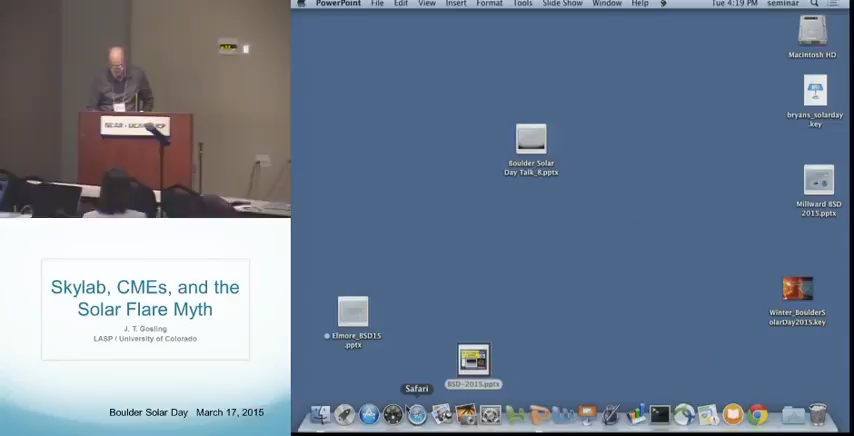 PowerPoint File Edit View Insert Format Tools Slide Show Window Help Tue 4:19 PM seminar
Macintosh HD
bryans_solarday
.key
Boulder Solar
Day Talk_8.pptx
Millward BSD
2015.pptx
Winter_BoulderS
olarDay2015.key
Elmore_BSD15
.pptx
BSD-2015.pptx
Safari
Skylab, CMEs, and the
Solar Flare Myth
J. T. Gosling
LASP / University of Colorado
Boulder Solar Day March 17, 2015